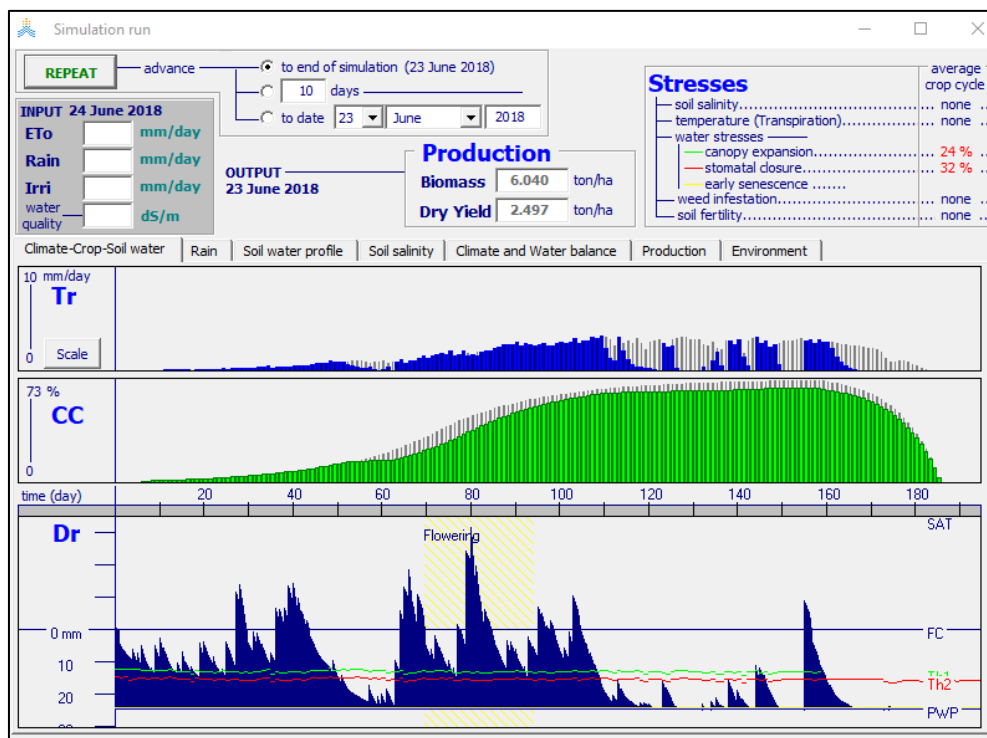 Simulation run
REPEAT
advance
to end of simulation (23 June 2018)
10 days
to date 23 June 2018
INPUT 24 June 2018
ETo mm/day
Rain mm/day
Irri mm/day
water quality dS/m
OUTPUT
23 June 2018
Production
Biomass 6.040 ton/ha
Dry Yield 2.497 ton/ha
Stresses
average
crop cycle
soil salinity........................................ none
temperature (Transpiration)............... none
water stresses
canopy expansion.................... 24 %
stomatal closure...................... 32 %
early senescence .......
weed infestation............................... none
soil fertility....................................... none
Climate-Crop-Soil water Rain Soil water profile Soil salinity Climate and Water balance Production Environment
10 mm/day
Tr
0
Scale
73 %
CC
0
time (day) 20 40 60 80 100 120 140 160 180
Dr
SAT
Flowering
0 mm
FC
10
Th1
Th2
20
PWP